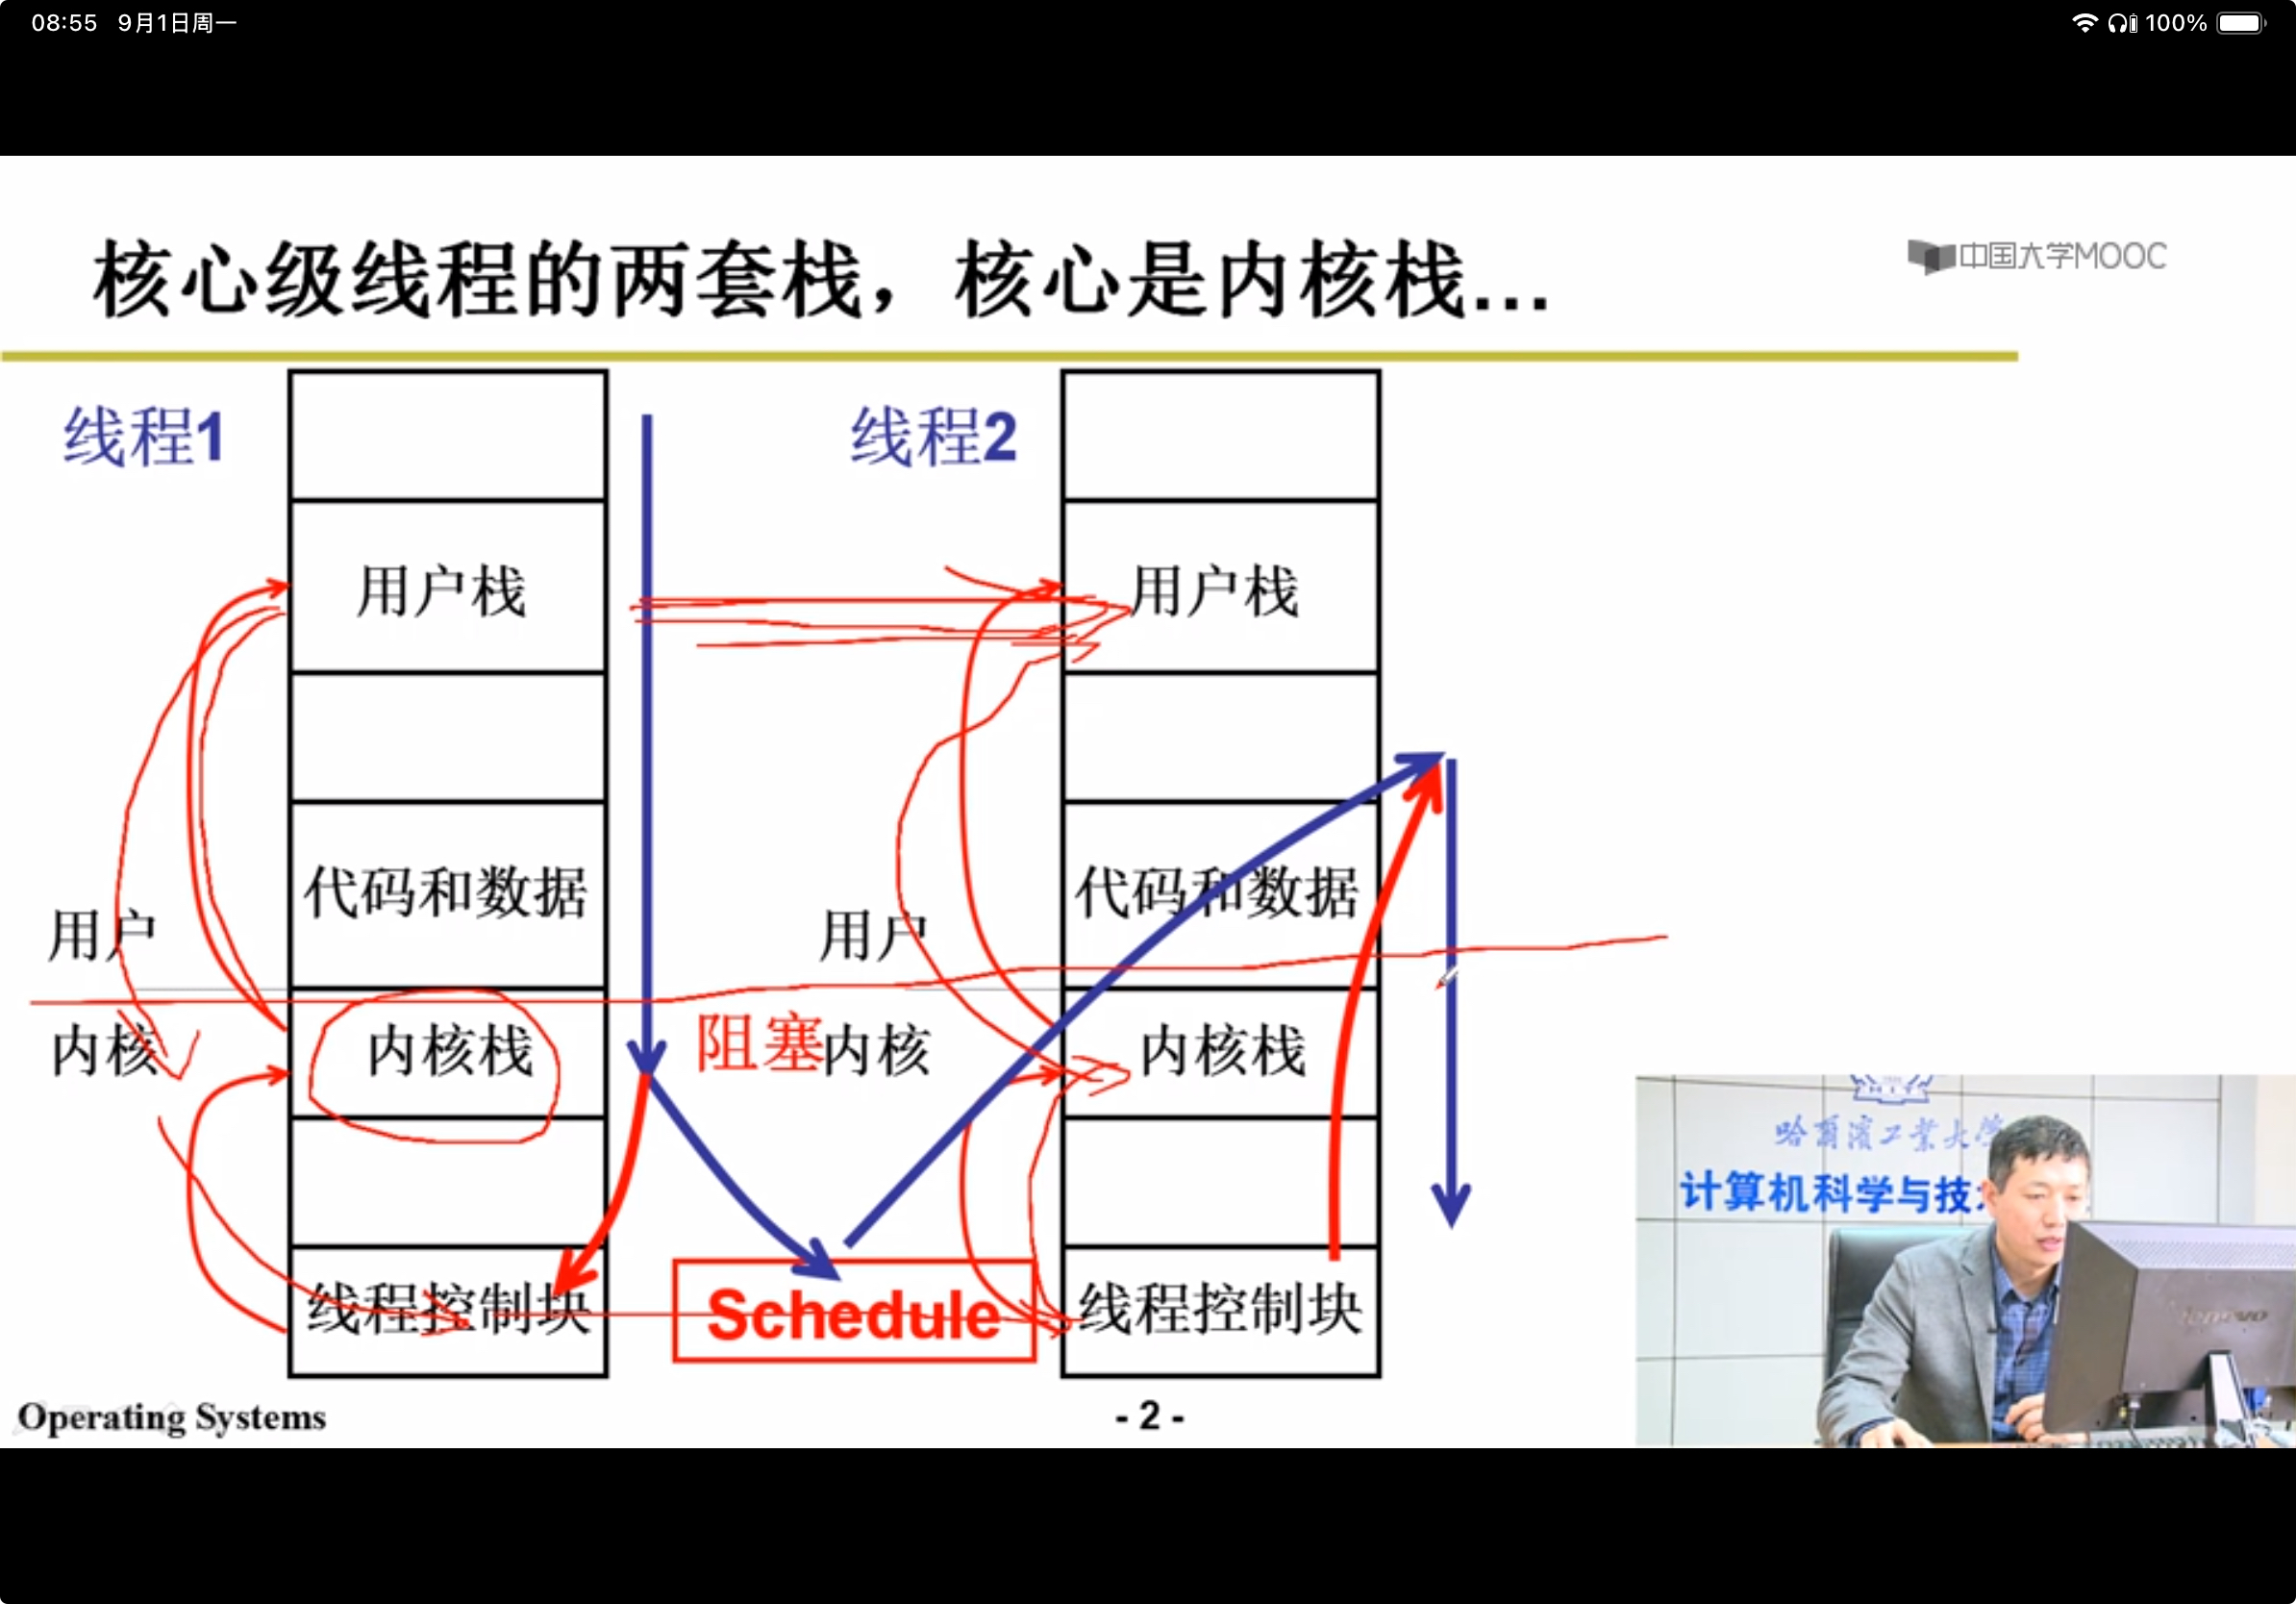 08:55 9月1日周一
100%
核心级线程的两套栈，核心是内核栈...
中国大学MOOC
线程1
线程2
用户栈
用户栈
代码和数据
代码和数据
用户
用户
内核
内核栈
阻塞
内核
内核栈
线程控制块
Schedule
线程控制块
哈尔滨工业大学
计算机科学与技
lenovo
Operating Systems
- 2 -